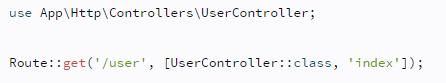 use App\Http\Controllers\UserController;
Route::get('/user', [UserController::class, 'index']);